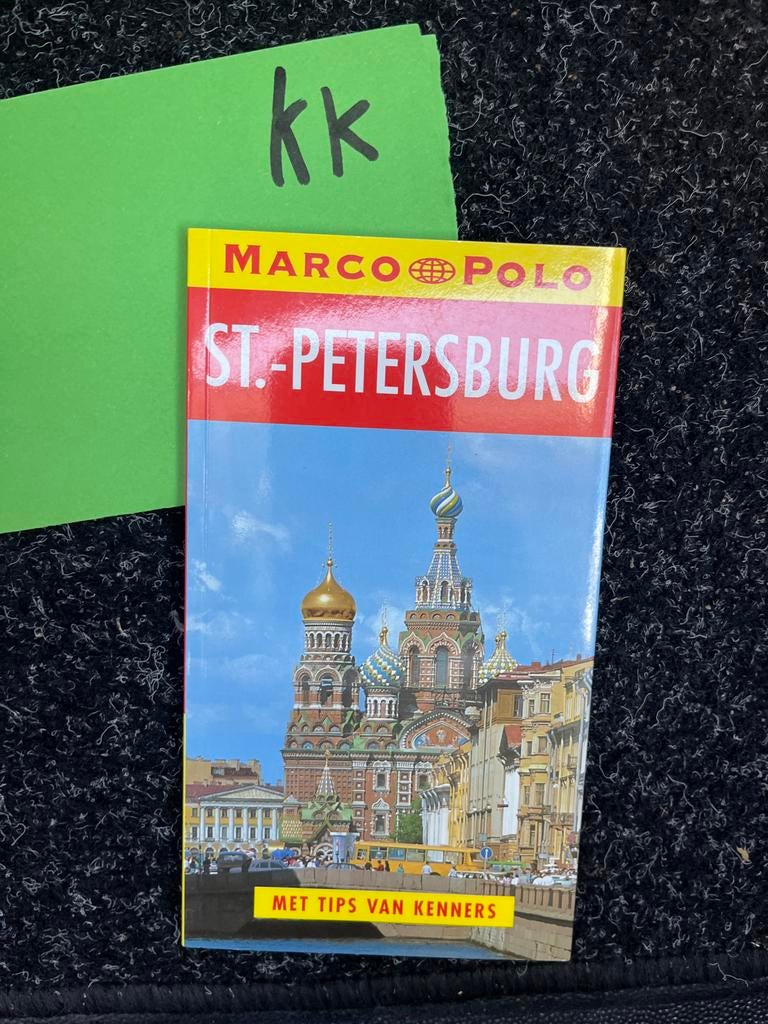 kk
MARCO POLO
ST.-PETERSBURG
MET TIPS VAN KENNERS